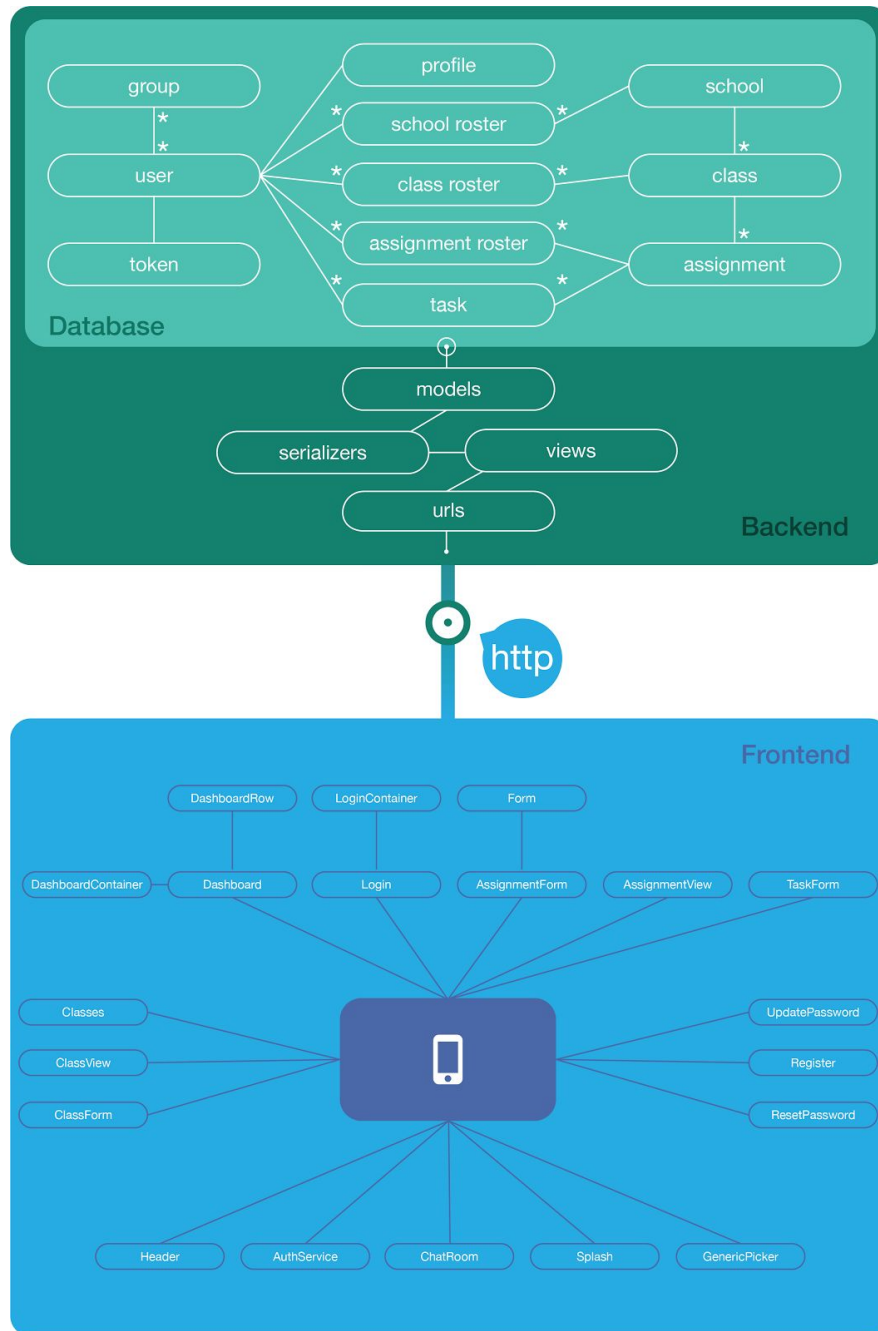 profile
group
school
*
*
*
school roster
*
*
*
user
*
class roster
*
class
*
*
*
assignment roster
token
assignment
*
*
task
Database
models
serializers
views
urls
Backend
http
Frontend
DashboardRow
LoginContainer
Form
DashboardContainer
Dashboard
Login
AssignmentForm
AssignmentView
TaskForm
Classes
UpdatePassword
ClassView
Register
ClassForm
ResetPassword
Header
AuthService
ChatRoom
Splash
GenericPicker